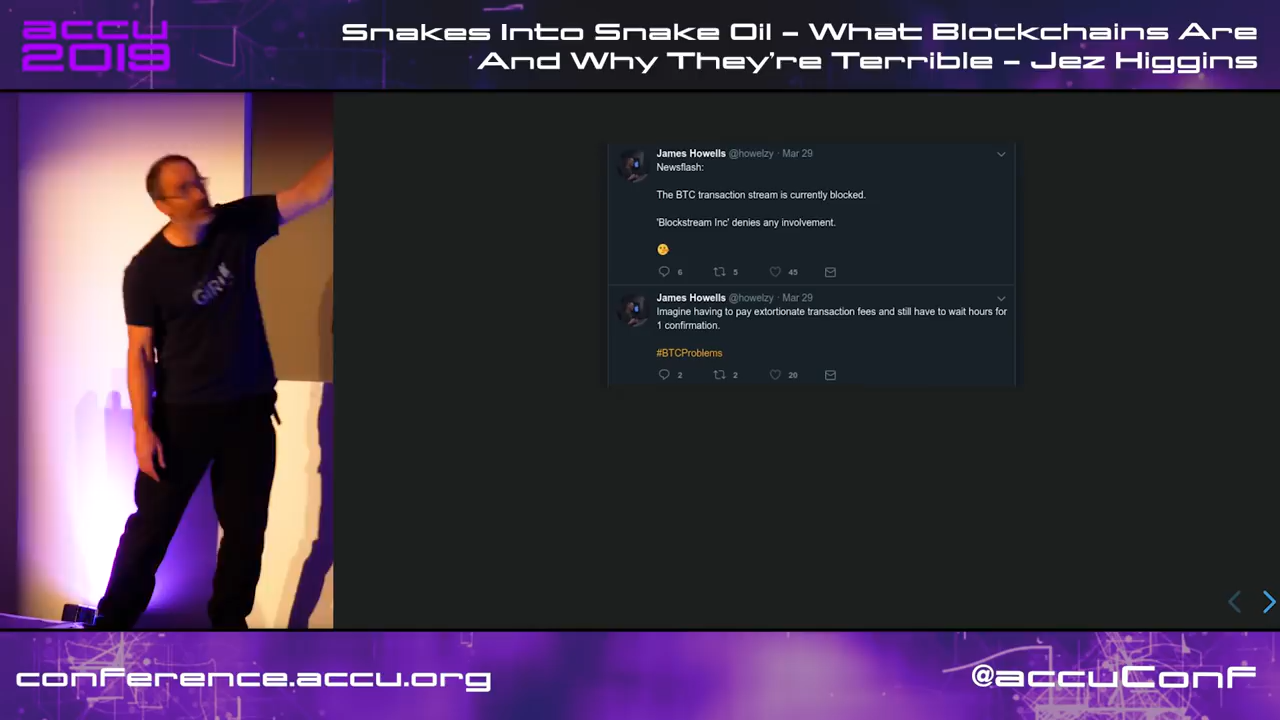 accu
2019
Snakes Into Snake Oil – What Blockchains Are
And Why They're Terrible – Jez Higgins
James Howells @howelzy · Mar 29
Newsflash:
The BTC transaction stream is currently blocked.
'Blockstream Inc' denies any involvement.
6 5 45
James Howells @howelzy · Mar 29
Imagine having to pay extortionate transaction fees and still have to wait hours for
1 confirmation.
#BTCProblems
2 2 20
conference.accu.org
@accuConf